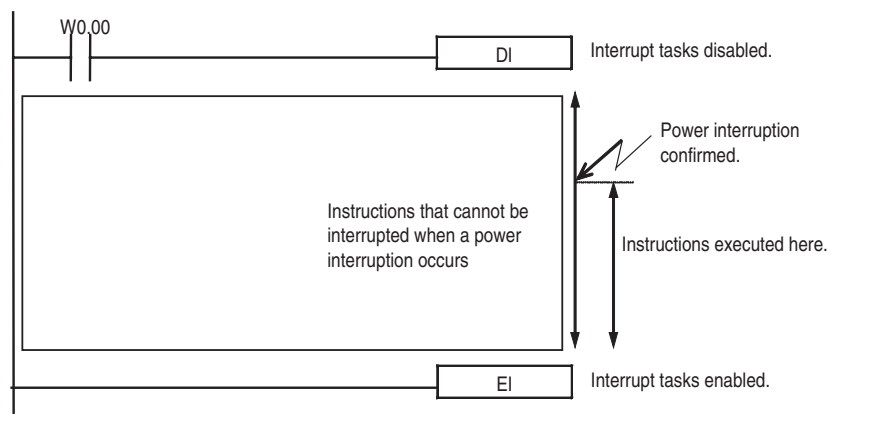 W0.00
DI
Interrupt tasks disabled.
Power interruption
confirmed.
Instructions that cannot be
interrupted when a power
interruption occurs
Instructions executed here.
EI
Interrupt tasks enabled.